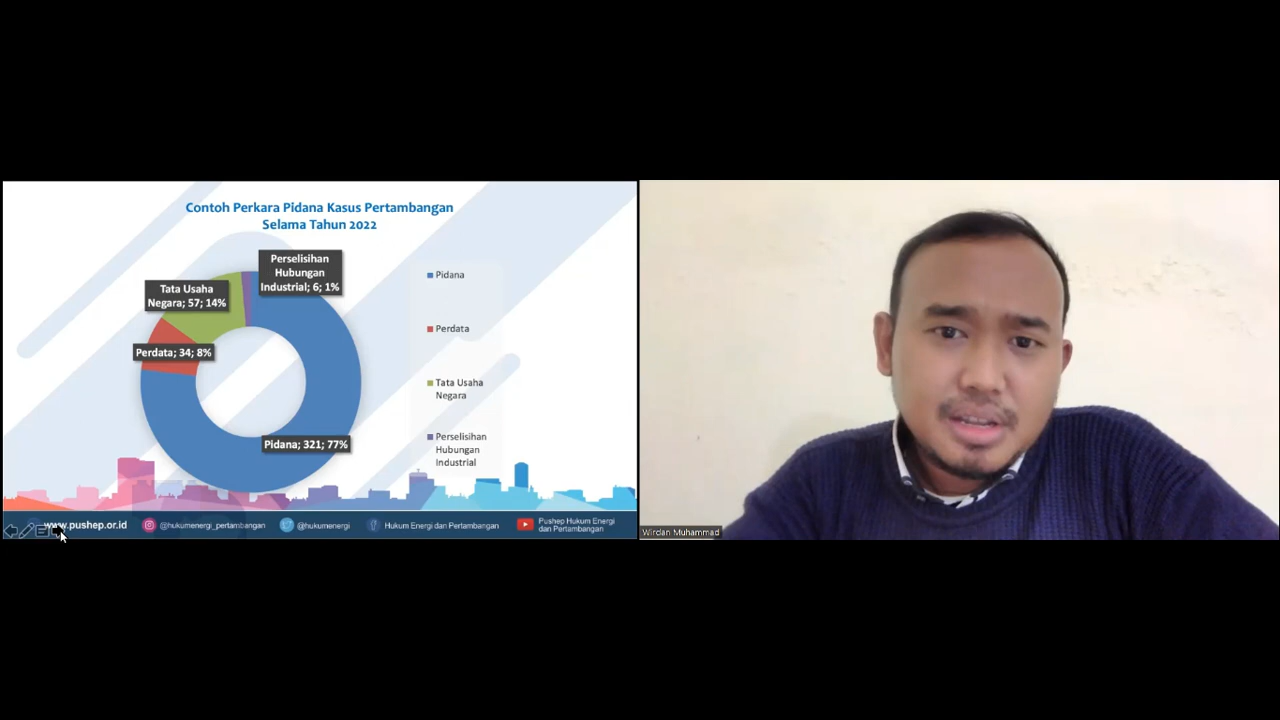 Contoh Perkara Pidana Kasus Pertambangan
Selama Tahun 2022
Perselisihan
Hubungan
Industrial; 6; 1%
Tata Usaha
Negara; 57; 14%
Perdata; 34; 8%
Pidana; 321; 77%
Pidana
Perdata
Tata Usaha
Negara
Perselisihan
Hubungan
Industrial
www.pushep.or.id
@hukumenergi_pertambangan
@hukumenergi
Hukum Energi dan Pertambangan
Pushep Hukum Energi
dan Pertambangan
Wirdan Muhammad